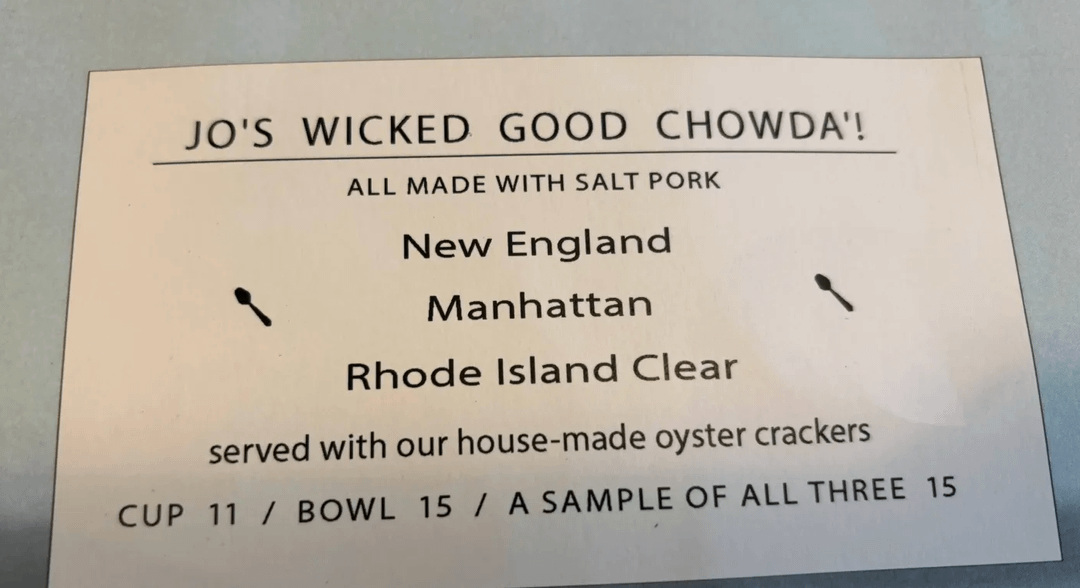 JO'S WICKED GOOD CHOWDA'!
ALL MADE WITH SALT PORK
New England
Manhattan
Rhode Island Clear
served with our house-made oyster crackers
CUP 11 / BOWL 15 / A SAMPLE OF ALL THREE 15